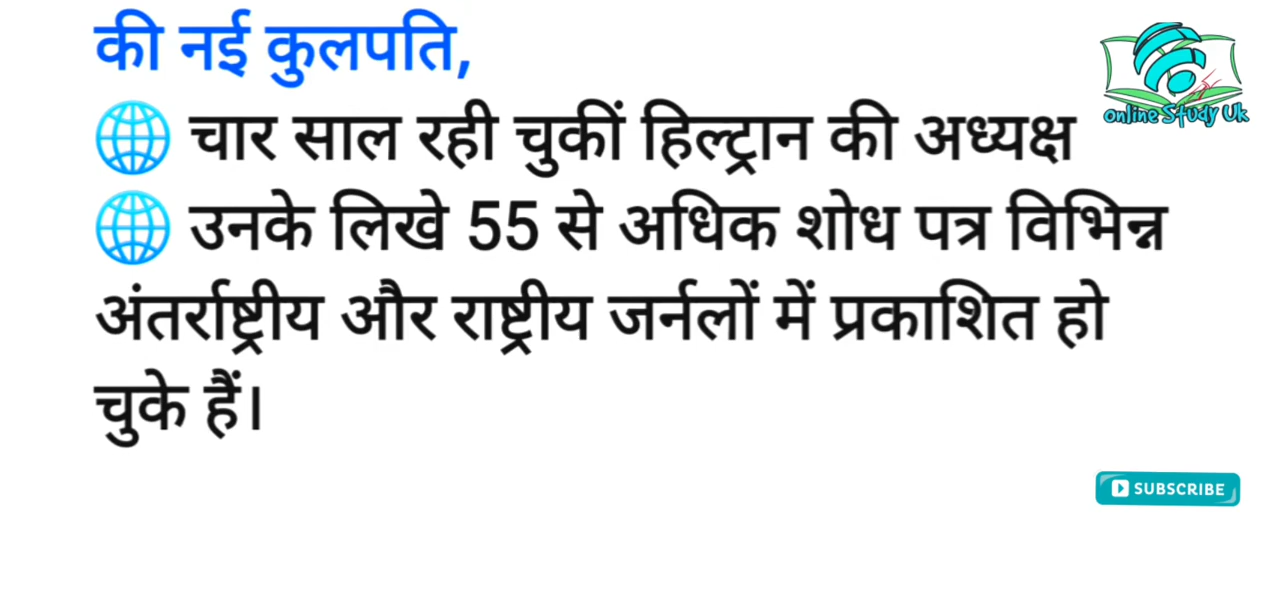 की नई कुलपति,
चार साल रही चुकीं हिल्ट्रान की अध्यक्ष
उनके लिखे 55 से अधिक शोध पत्र विभिन्न
अंतर्राष्ट्रीय और राष्ट्रीय जर्नलों में प्रकाशित हो
चुके हैं।
online Study Uk
SUBSCRIBE